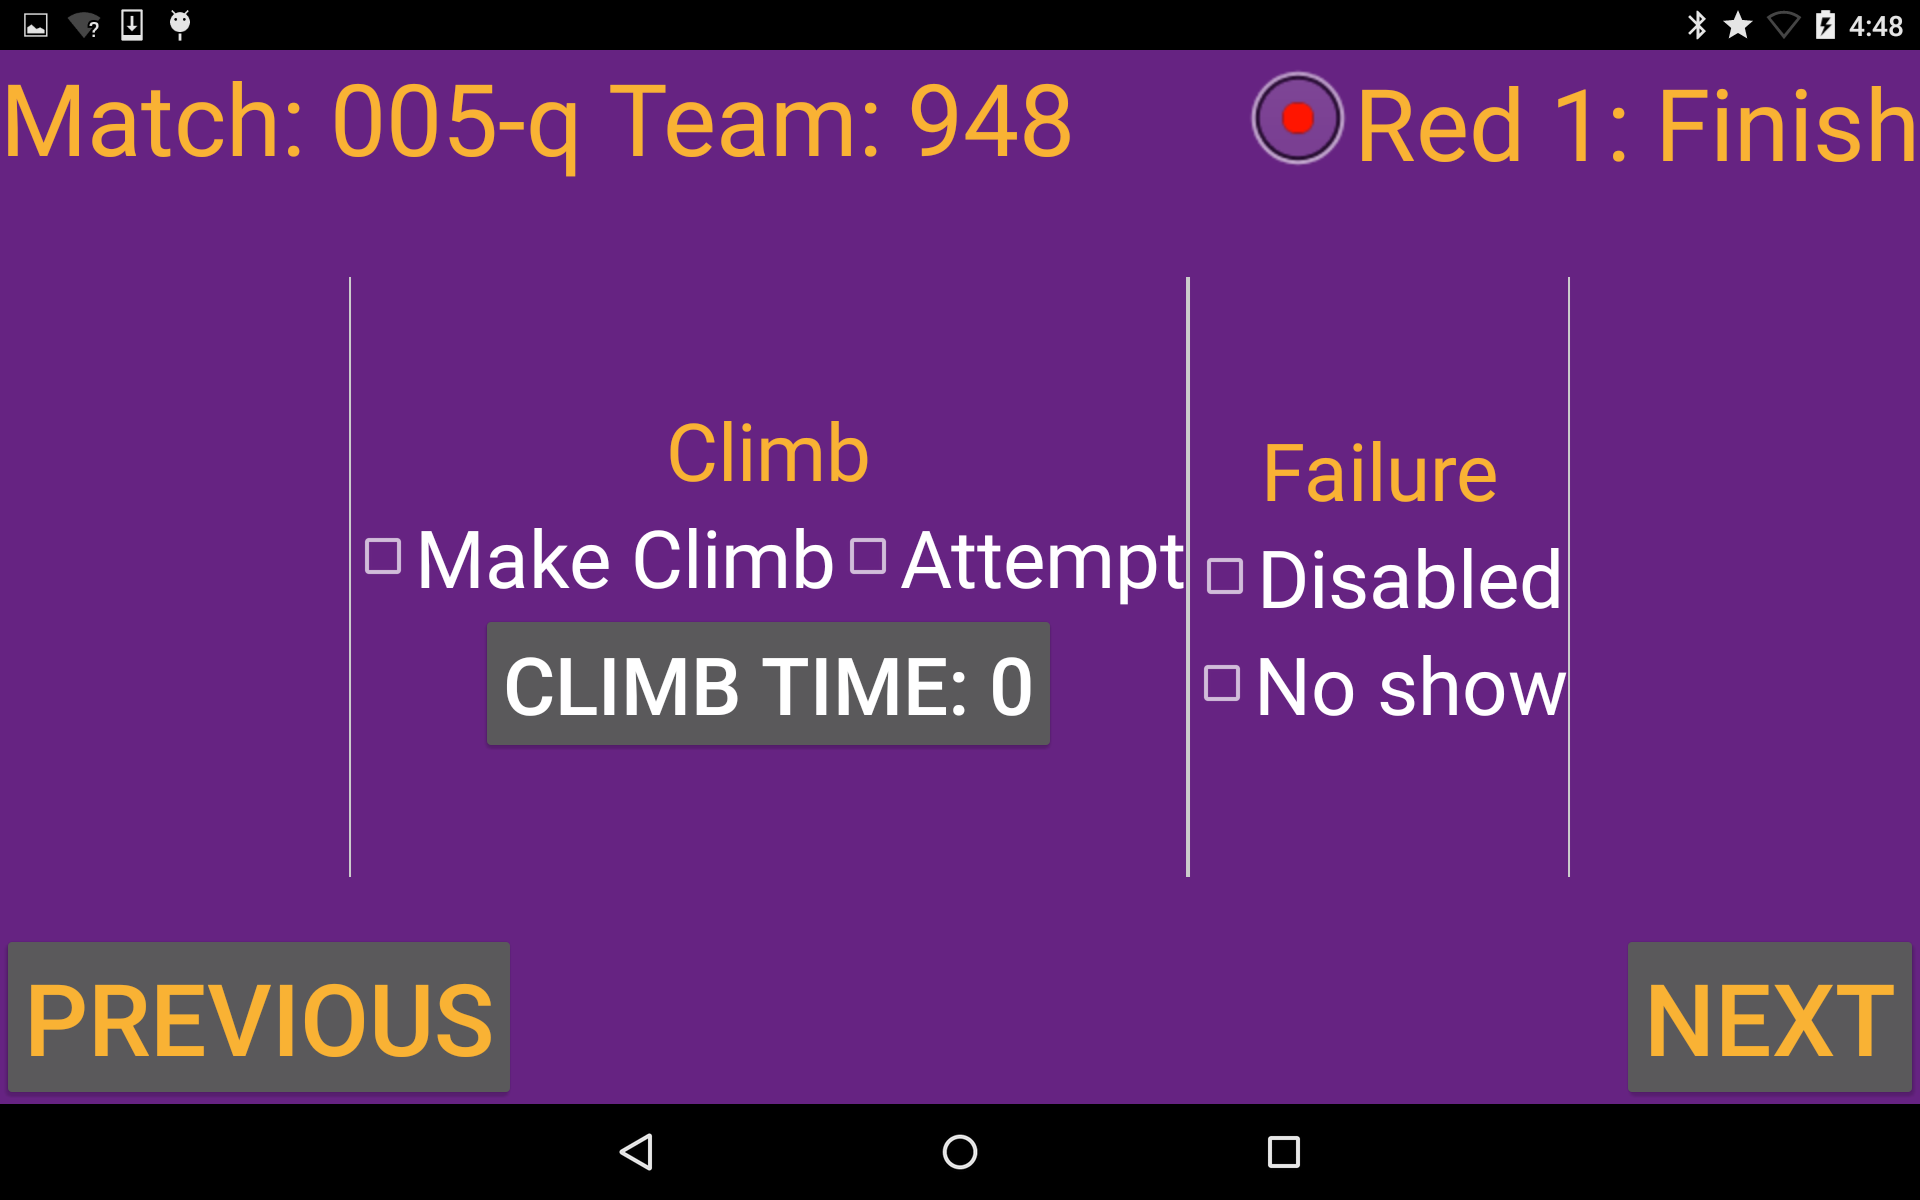 4:48
Match: 005-q Team: 948
Red 1: Finish
Climb
Make Climb Attempt
CLIMB TIME: 0
Failure
Disabled
No show
PREVIOUS
NEXT